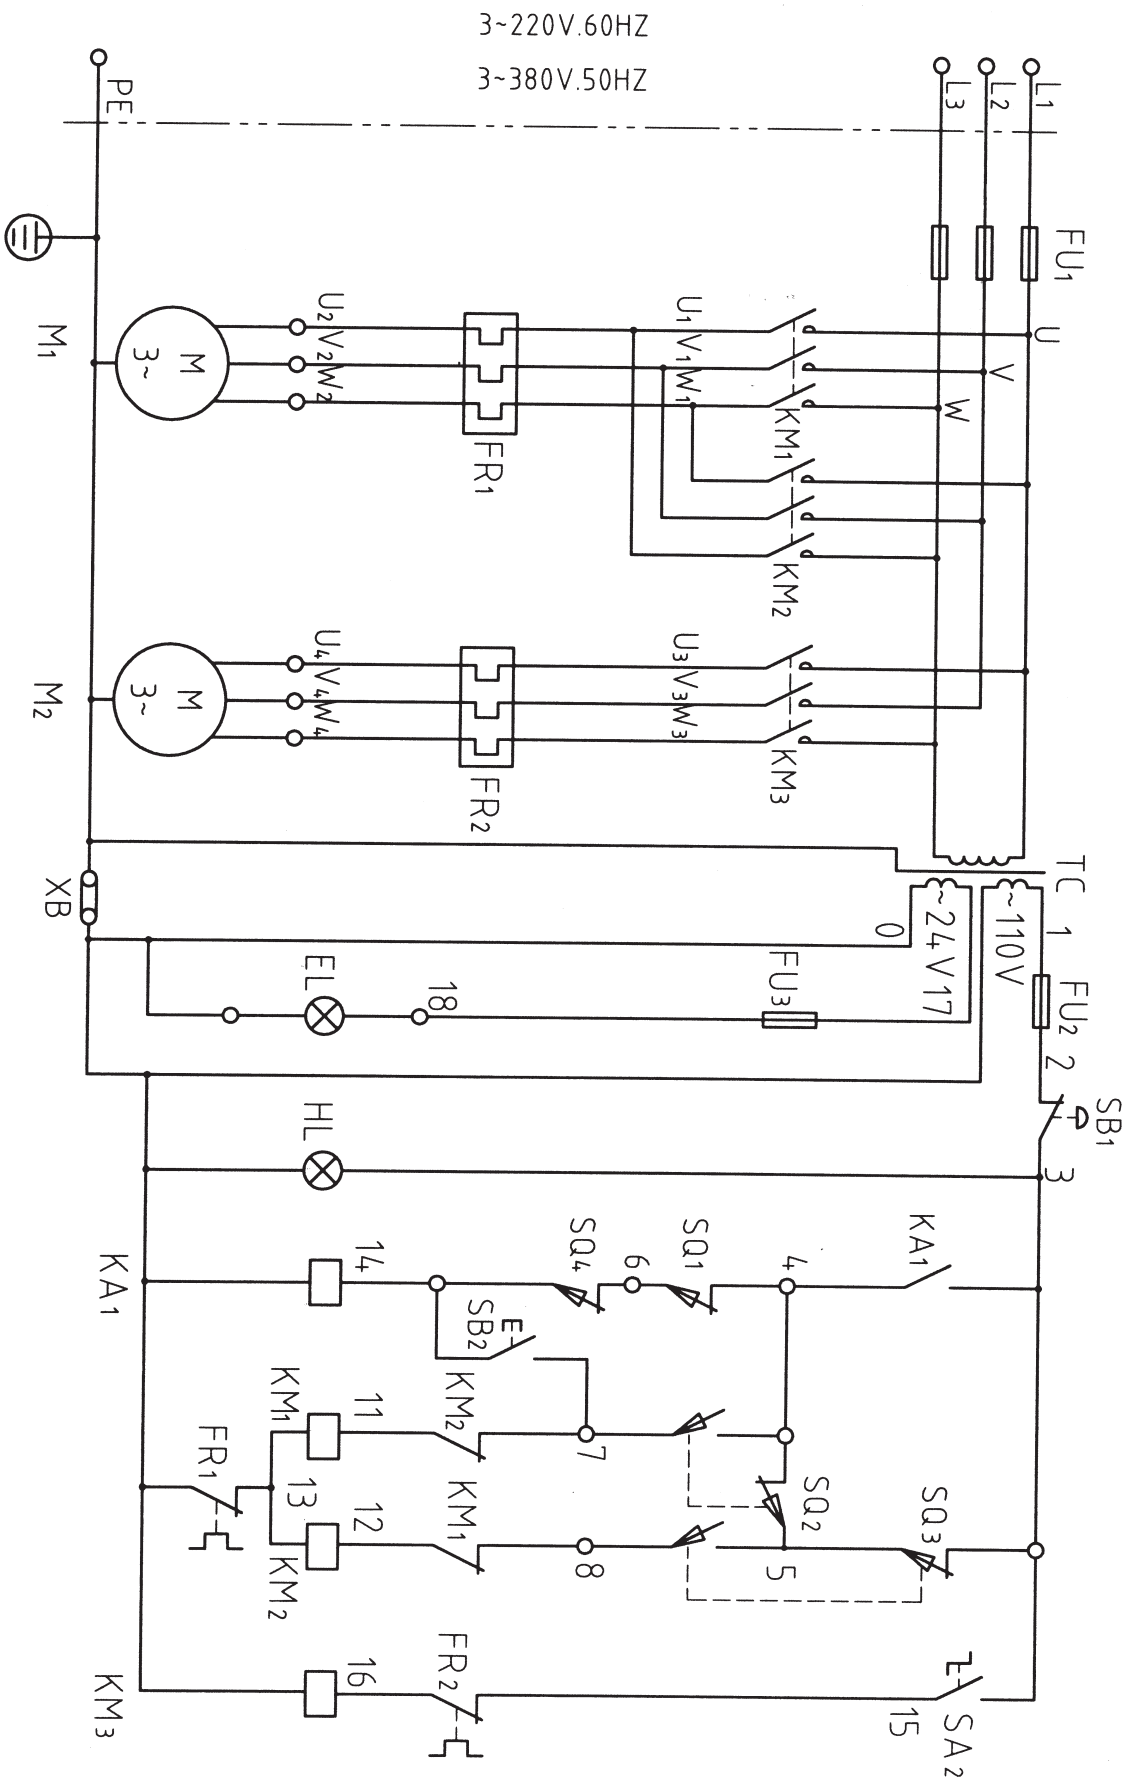 3~220V.60HZ
3~380V.50HZ
PE
L3
L2
L1
FU1
U
V
W
U1 V1 W1
KM1
KM2
U2 V2 W2
FR1
M
3~
M1
U3 V3 W3
KM3
U4 V4 W4
FR2
M
3~
M2
TC
~110V
~24V
17
0
1
XB
FU2
2
FU3
18
EL
SB1
3
HL
KA1
4
SQ1
6
SQ4
14
KA1
SB2
7
KM2
11
KM1
SQ2
SQ3
5
8
KM1
12
KM2
13
FR1
SA2
15
FR2
16
KM3